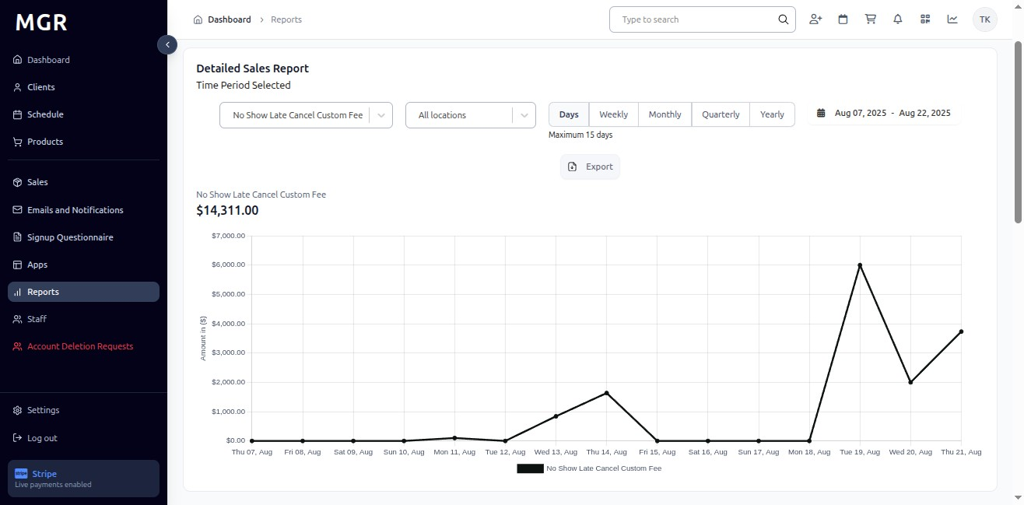 MGR
Dashboard
Clients
Schedule
Products
Sales
Emails and Notifications
Signup Questionnaire
Apps
Reports
Staff
Account Deletion Requests
Settings
Log out
Stripe
Live payments enabled
Dashboard > Reports
Type to search
TK
Detailed Sales Report
Time Period Selected
No Show Late Cancel Custom Fee
All locations
Days Weekly Monthly Quarterly Yearly
Aug 07, 2025 - Aug 22, 2025
Maximum 15 days
Export
No Show Late Cancel Custom Fee
$14,311.00
$7,000.00
$6,000.00
$5,000.00
$4,000.00
$3,000.00
$2,000.00
$1,000.00
$0.00
Amount in ($)
Thu 07, Aug Fri 08, Aug Sat 09, Aug Sun 10, Aug Mon 11, Aug Tue 12, Aug Wed 13, Aug Thu 14, Aug Fri 15, Aug Sat 16, Aug Sun 17, Aug Mon 18, Aug Tue 19, Aug Wed 20, Aug Thu 21, Aug
No Show Late Cancel Custom Fee